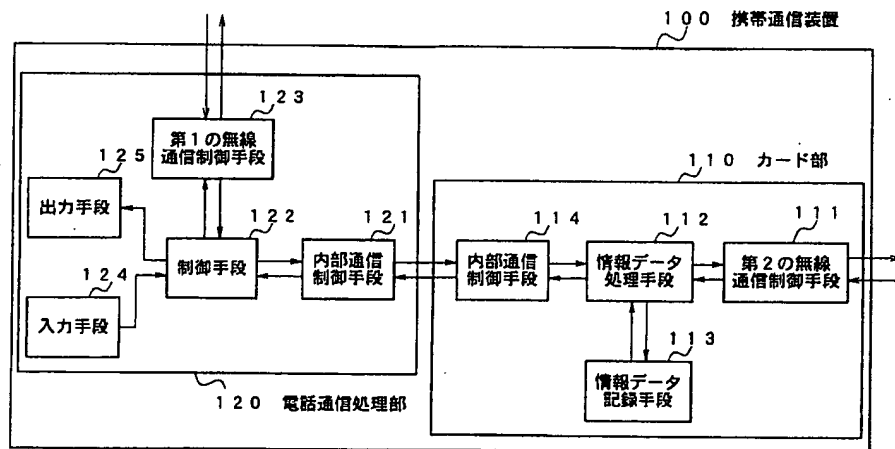 １００ 携帯通信装置
１２３
第１の無線
通信制御手段
１２５
出力手段
１２２
制御手段
１２１
内部通信
制御手段
１２４
入力手段
１２０ 電話通信処理部
１１０ カード部
１１４
内部通信
制御手段
１１２
情報データ
処理手段
１１１
第２の無線
通信制御手段
１１３
情報データ
記録手段